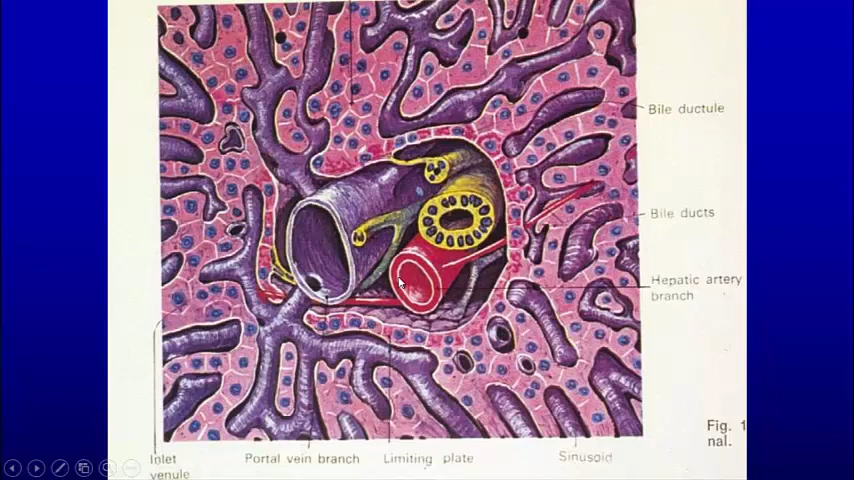 Bile ductule
Bile ducts
Hepatic artery
branch
Fig. 1
nal.
Inlet
venule
Portal vein branch
Limiting plate
Sinusoid